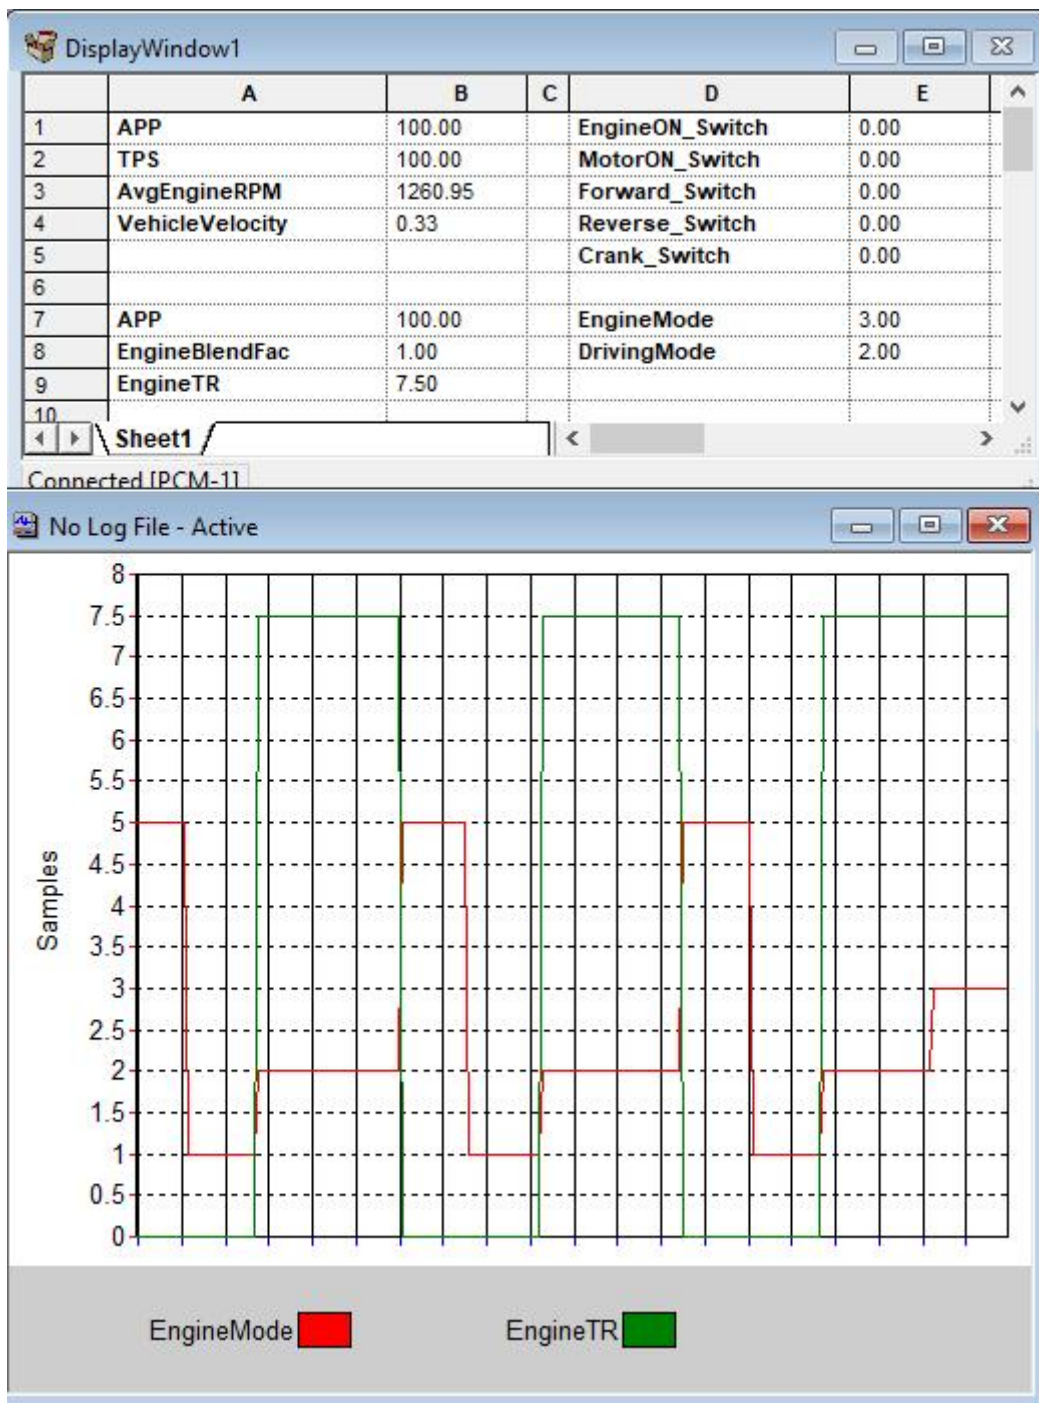 DisplayWindow1
A B C D E
1 APP 100.00 EngineON_Switch 0.00
2 TPS 100.00 MotorON_Switch 0.00
3 AvgEngineRPM 1260.95 Forward_Switch 0.00
4 VehicleVelocity 0.33 Reverse_Switch 0.00
5 Crank_Switch 0.00
6
7 APP 100.00 EngineMode 3.00
8 EngineBlendFac 1.00 DrivingMode 2.00
9 EngineTR 7.50
10
Sheet1
Connected [PCM-1]
No Log File - Active
8
7.5
7
6.5
6
5.5
5
4.5
4
3.5
3
2.5
2
1.5
1
0.5
0
Samples
EngineMode EngineTR